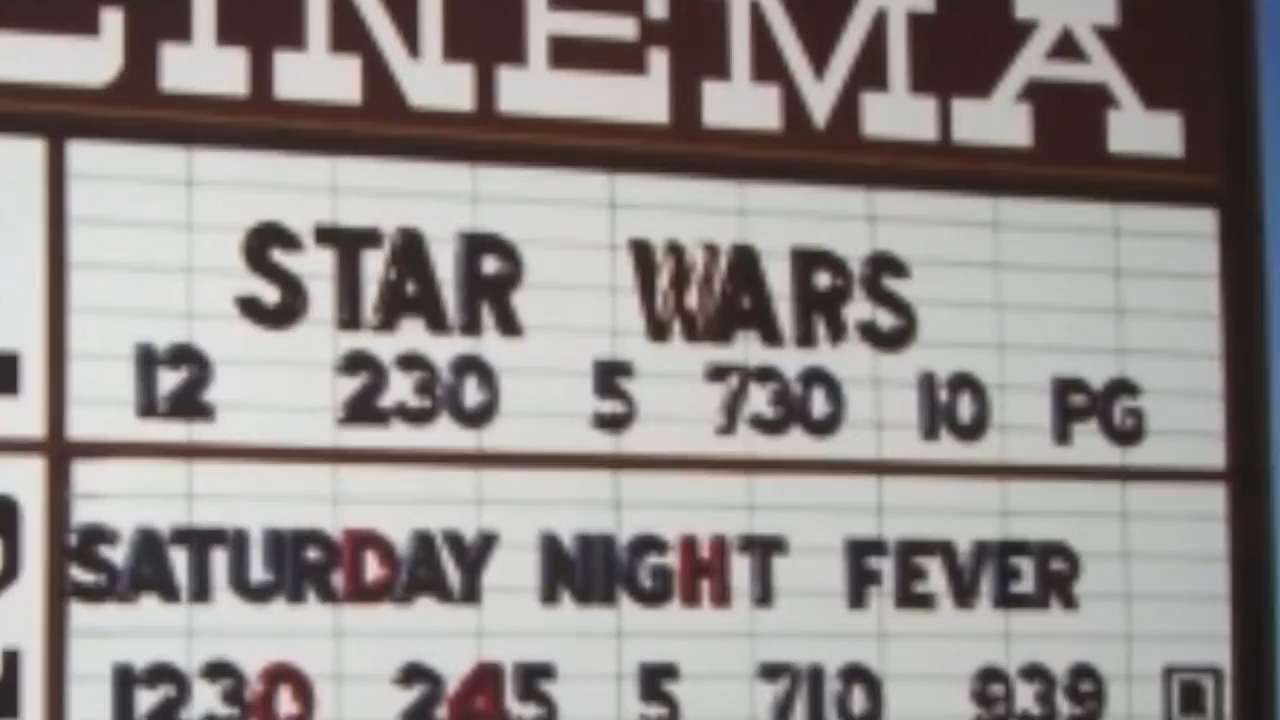 CINEMA
STAR WARS
12 230 5 730 10 PG
SATURDAY NIGHT FEVER
1230 245 5 710 939 R